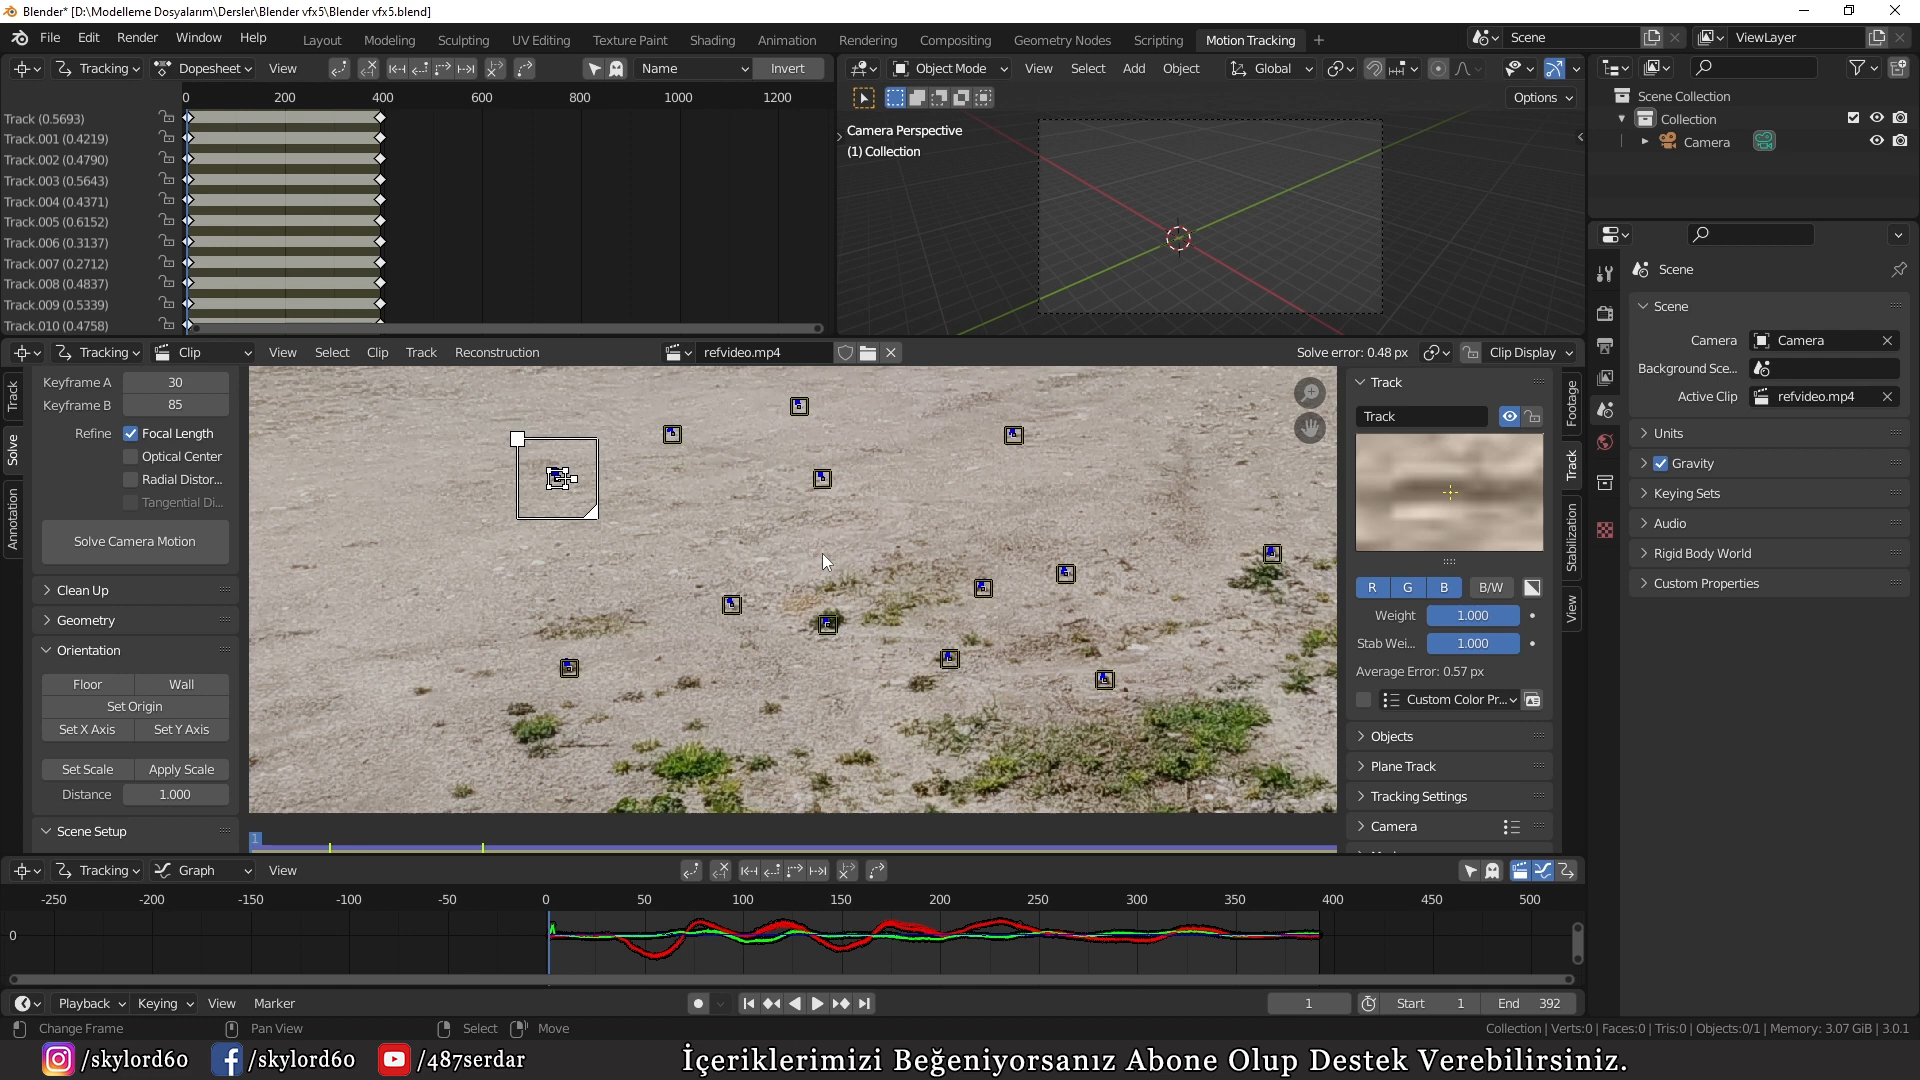 Blender* [D:\Modelleme Dosyalarım\Dersler\Blender vfx5\Blender vfx5.blend]
File Edit Render Window Help
Layout Modeling Sculpting UV Editing Texture Paint Shading Animation Rendering Compositing Geometry Nodes Scripting Motion Tracking
Scene
ViewLayer
Tracking Dopesheet View
Name Invert
0 200 400 600 800 1000 1200
Track (0.5693)
Track.001 (0.4219)
Track.002 (0.4790)
Track.003 (0.5643)
Track.004 (0.4371)
Track.005 (0.6152)
Track.006 (0.3137)
Track.007 (0.2712)
Track.008 (0.4837)
Track.009 (0.5339)
Track.010 (0.4758)
Object Mode View Select Add Object Global
Options
Camera Perspective
(1) Collection
Scene Collection
Collection
Camera
Scene
Scene
Camera Camera
Background Sce...
Active Clip refvideo.mp4
Units
Gravity
Keying Sets
Audio
Rigid Body World
Custom Properties
Tracking Clip View Select Clip Track Reconstruction
refvideo.mp4
Solve error: 0.48 px
Clip Display
Track
Solve
Annotation
Keyframe A 30
Keyframe B 85
Refine Focal Length
Optical Center
Radial Distor...
Tangential Di...
Solve Camera Motion
Clean Up
Geometry
Orientation
Floor Wall
Set Origin
Set X Axis Set Y Axis
Set Scale Apply Scale
Distance 1.000
Scene Setup
1
Track
Track
R G B B/W
Weight 1.000
Stab Wei... 1.000
Average Error: 0.57 px
Custom Color Pr...
Objects
Plane Track
Tracking Settings
Camera
Footage
Track
Stabilization
View
Tracking Graph View
-250 -200 -150 -100 -50 0 50 100 150 200 250 300 350 400 450 500
0
Playback Keying View Marker
1
Start 1
End 392
Change Frame Pan View Select Move
Collection | Verts:0 | Faces:0 | Tris:0 | Objects:0/1 | Memory: 3.07 GiB | 3.0.1
/skylord60 /skylord60 /487serdar
İçeriklerimizi Beğeniyorsanız Abone Olup Destek Verebilirsiniz.